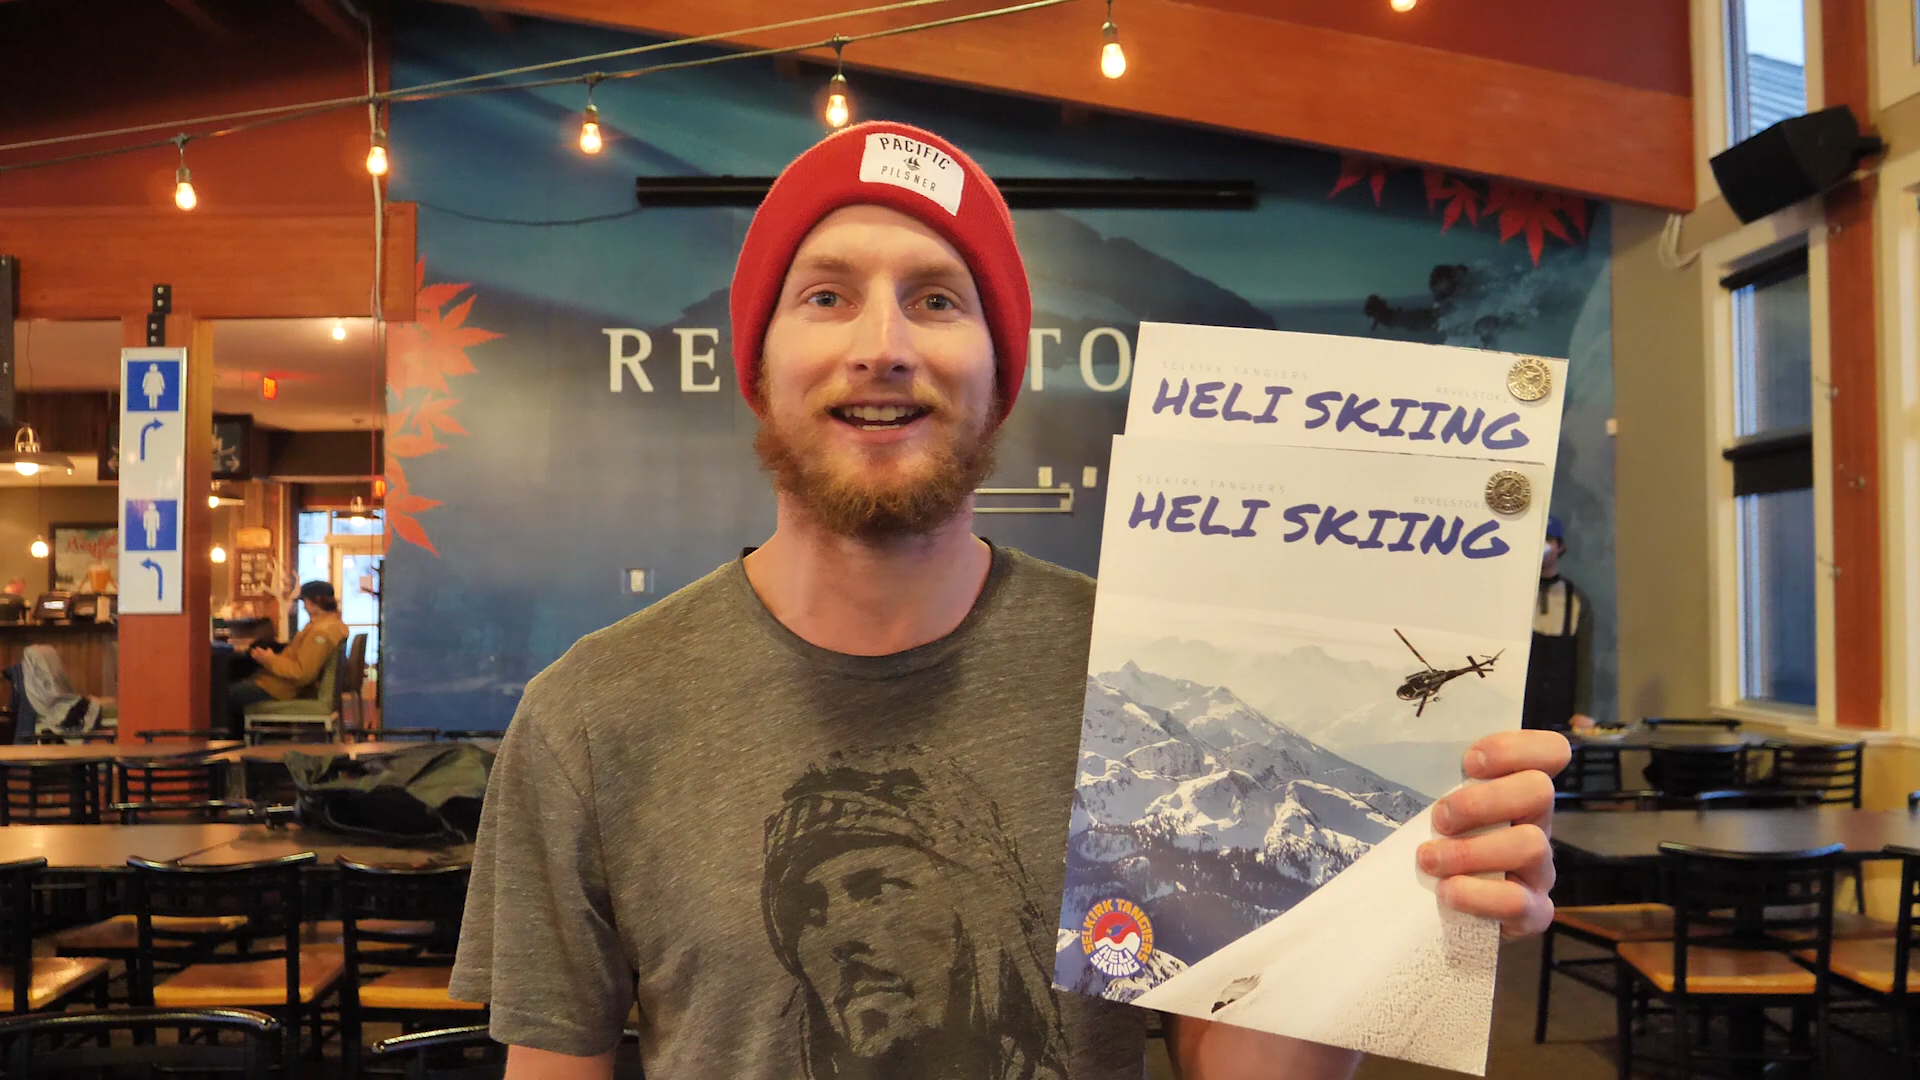 PACIFIC
PILSNER
RE
TO
SELKIRK TANGIERS
REVELSTOKE
HELI SKIING
SELKIRK TANGIERS
REVELSTOKE
HELI SKIING
SELKIRK TANGIERS
HELI
SKIING